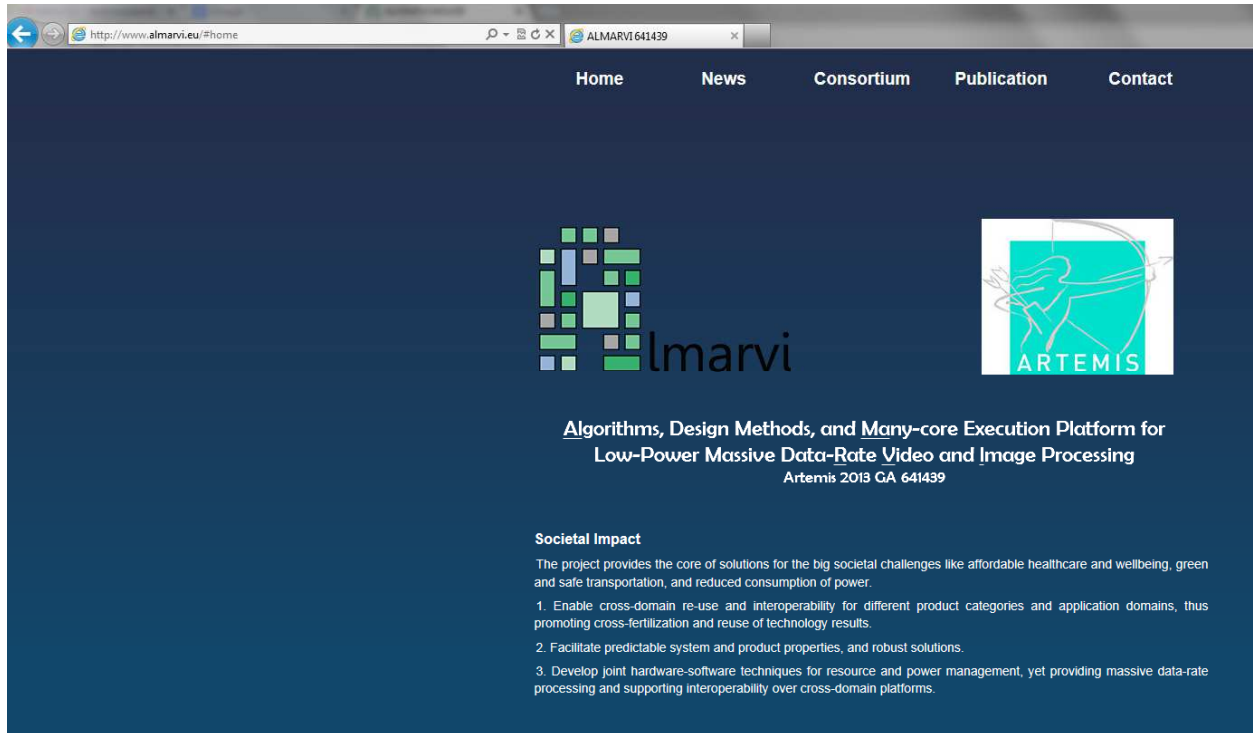 http://www.almarvi.eu/#home
ALMARVI 641439
Home News Consortium Publication Contact
lmarvi
ARTEMIS
Algorithms, Design Methods, and Many-core Execution Platform for
Low-Power Massive Data-Rate Video and Image Processing
Artemis 2013 GA 641439
Societal Impact
The project provides the core of solutions for the big societal challenges like affordable healthcare and wellbeing, green
and safe transportation, and reduced consumption of power.
1. Enable cross-domain re-use and interoperability for different product categories and application domains, thus
promoting cross-fertilization and reuse of technology results.
2. Facilitate predictable system and product properties, and robust solutions.
3. Develop joint hardware-software techniques for resource and power management, yet providing massive data-rate
processing and supporting interoperability over cross-domain platforms.